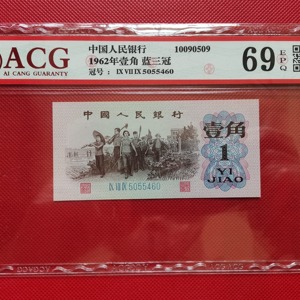 ACG
AI CANG GUARANTY
中国人民银行 10090509
1962年壹角 蓝三冠
冠号： IX VII IX 5055460
69 EPQ
中國人民銀行
壹角
1
YI
JIAO
IX VII IX 5055460